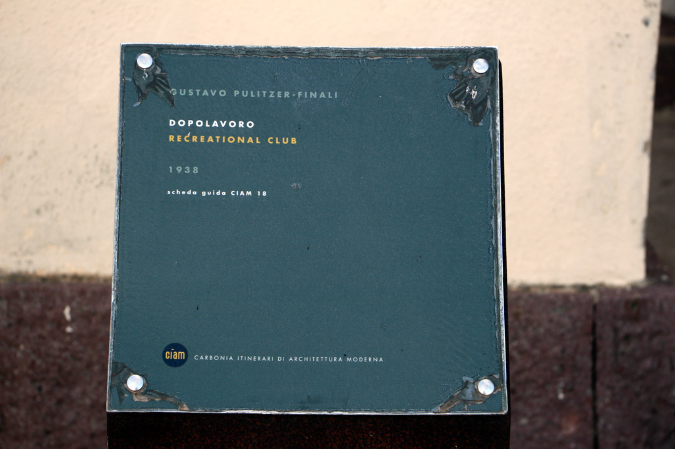 GUSTAVO PULITZER-FINALI
DOPOLAVORO
RECREATIONAL CLUB
1938
scheda guida CIAM 18
ciam CARBONIA ITINERARI DI ARCHITETTURA MODERNA